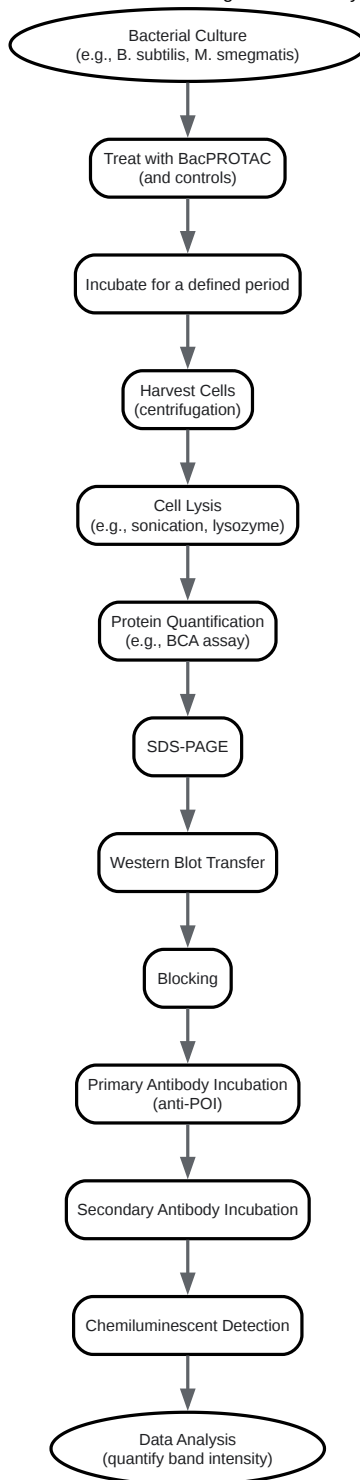 Bacterial Culture
(e.g., B. subtilis, M. smegmatis)
Treat with BacPROTAC
(and controls)
Incubate for a defined period
Harvest Cells
(centrifugation)
Cell Lysis
(e.g., sonication, lysozyme)
Protein Quantification
(e.g., BCA assay)
SDS-PAGE
Western Blot Transfer
Blocking
Primary Antibody Incubation
(anti-POI)
Secondary Antibody Incubation
Chemiluminescent Detection
Data Analysis
(quantify band intensity)